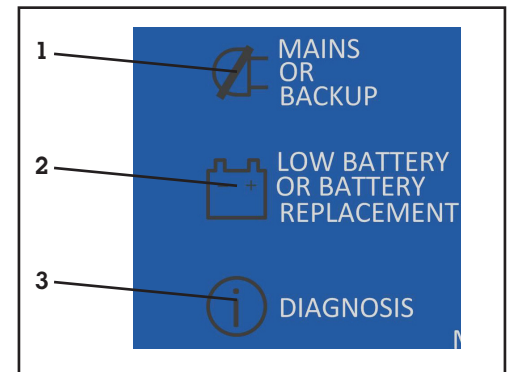 1
MAINS
OR
BACKUP
2
LOW BATTERY
OR BATTERY
REPLACEMENT
3
i DIAGNOSIS